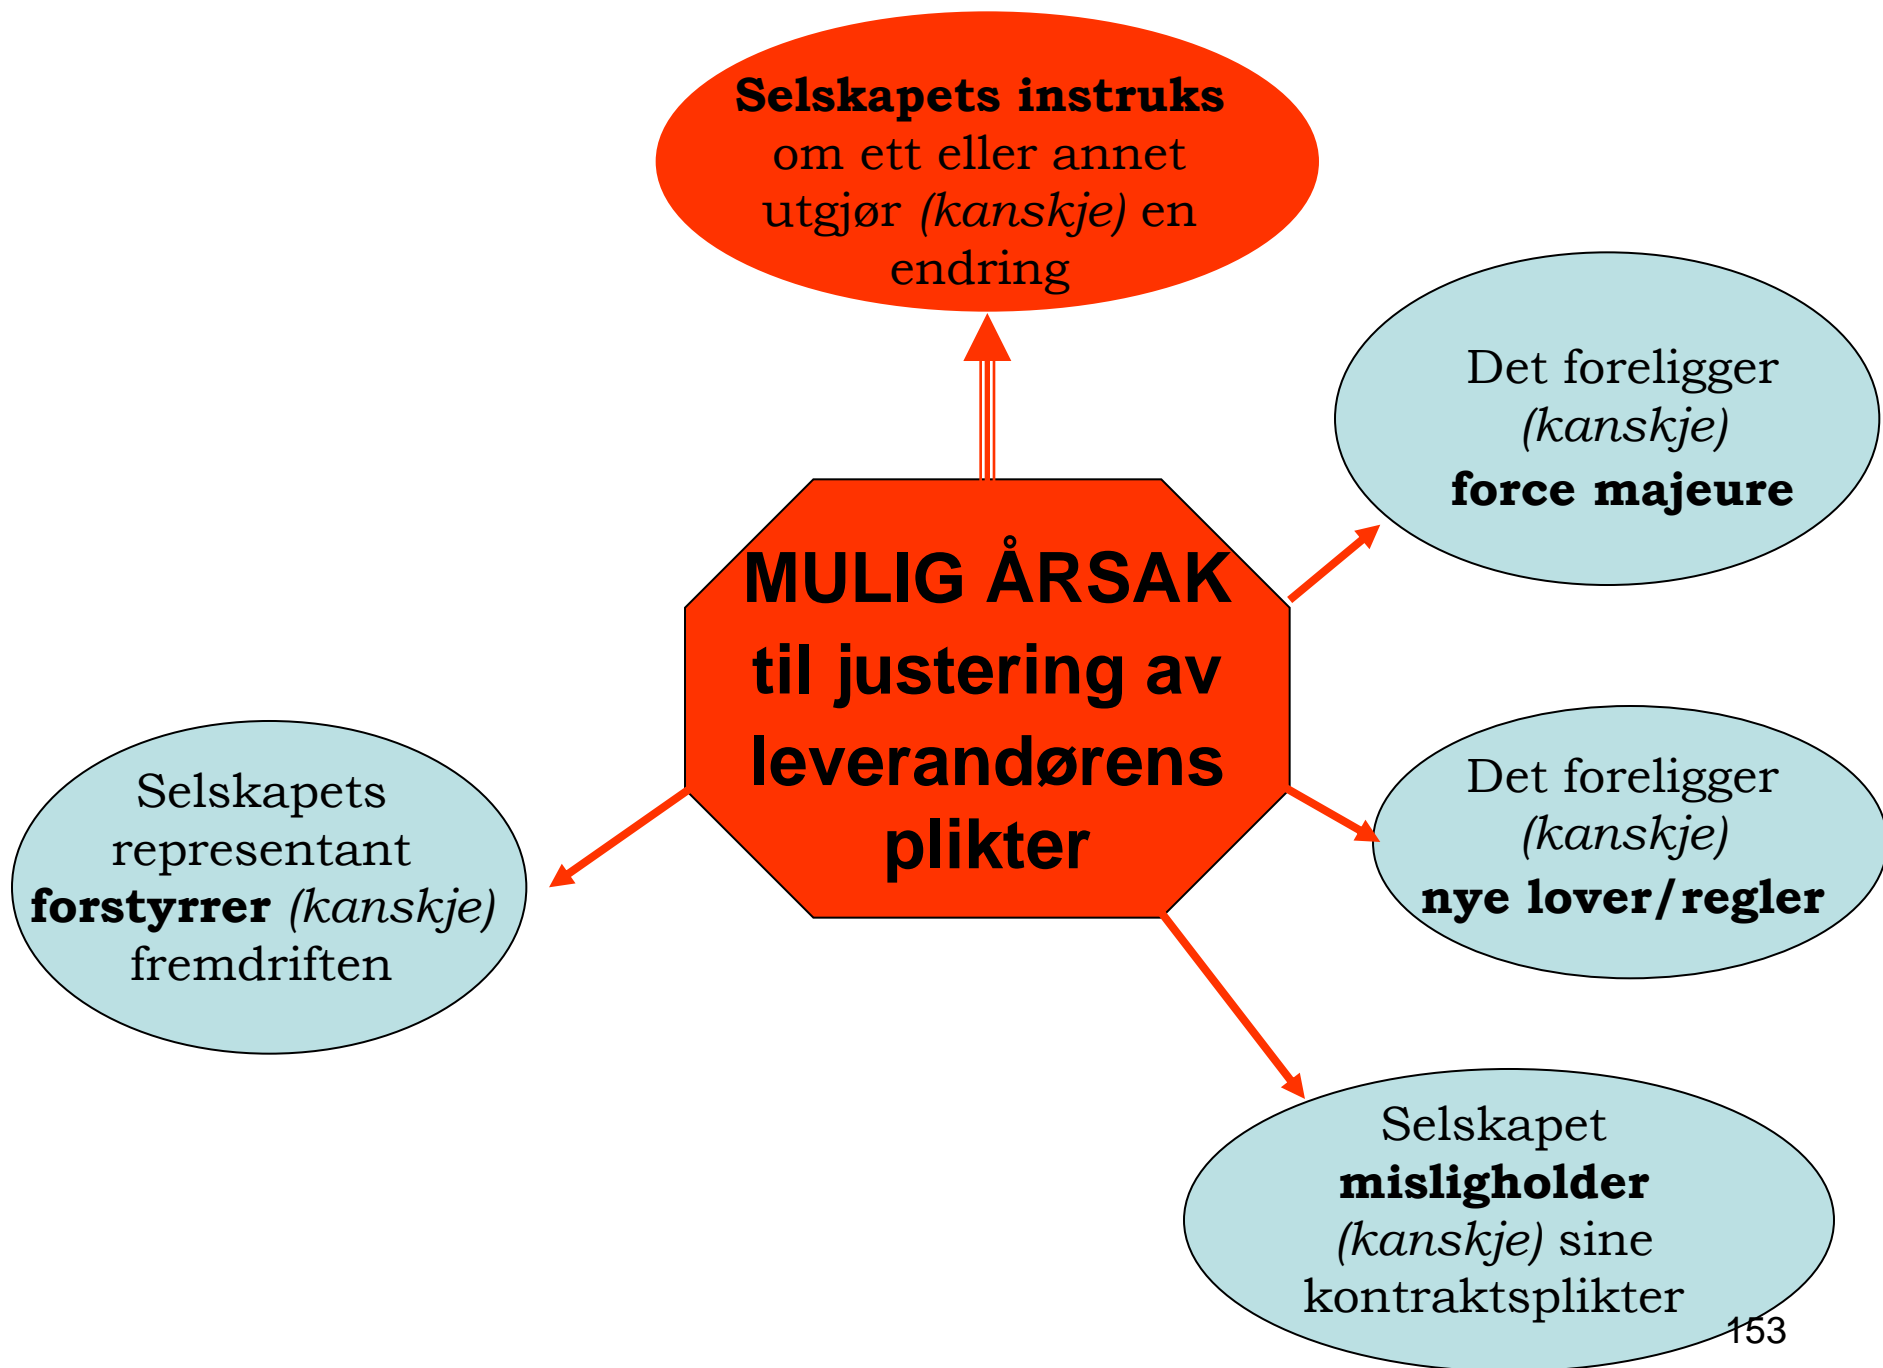 Selskapets instruks
om ett eller annet
utgjør (kanskje) en
endring
Det foreligger
(kanskje)
force majeure
MULIG ÅRSAK
til justering av
leverandørens
plikter
Det foreligger
(kanskje)
nye lover/regler
Selskapets
representant
forstyrrer (kanskje)
fremdriften
Selskapet
misligholder
(kanskje) sine
kontraktsplikter
153